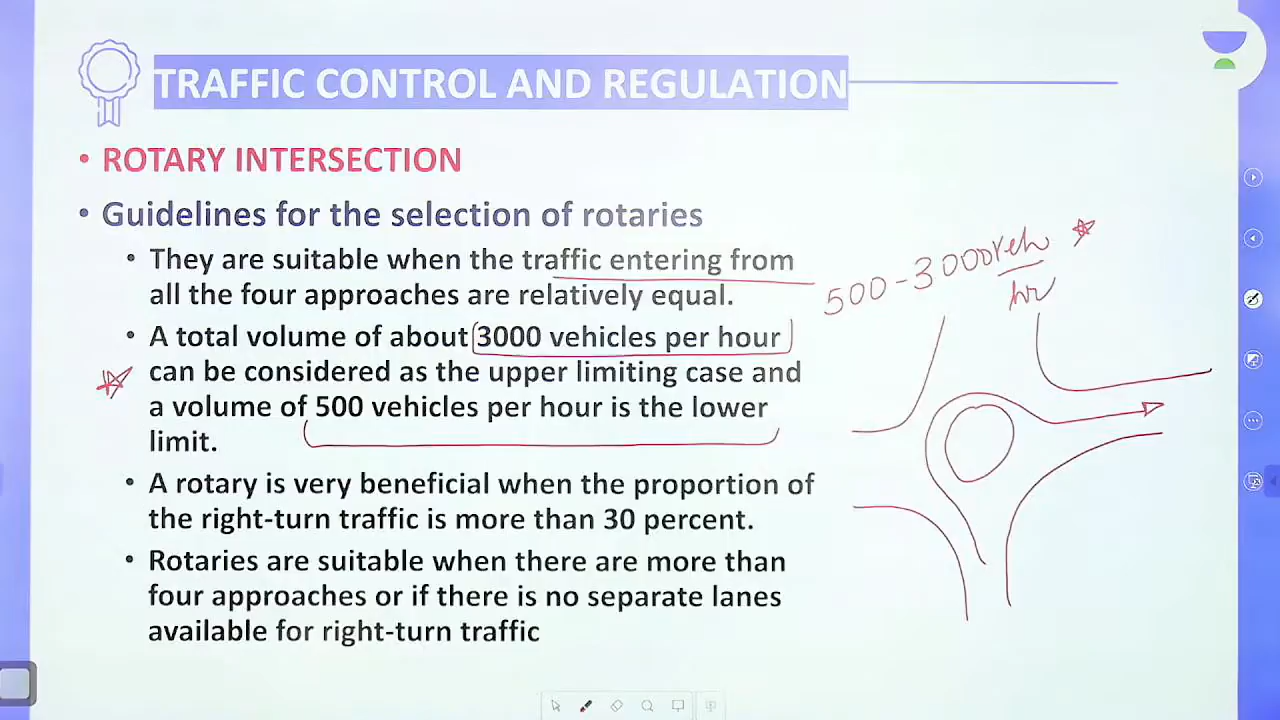 TRAFFIC CONTROL AND REGULATION
• ROTARY INTERSECTION
• Guidelines for the selection of rotaries
• They are suitable when the traffic entering from
all the four approaches are relatively equal.
• A total volume of about 3000 vehicles per hour
can be considered as the upper limiting case and
a volume of 500 vehicles per hour is the lower
limit.
• A rotary is very beneficial when the proportion of
the right-turn traffic is more than 30 percent.
• Rotaries are suitable when there are more than
four approaches or if there is no separate lanes
available for right-turn traffic
500-3000 veh
hr